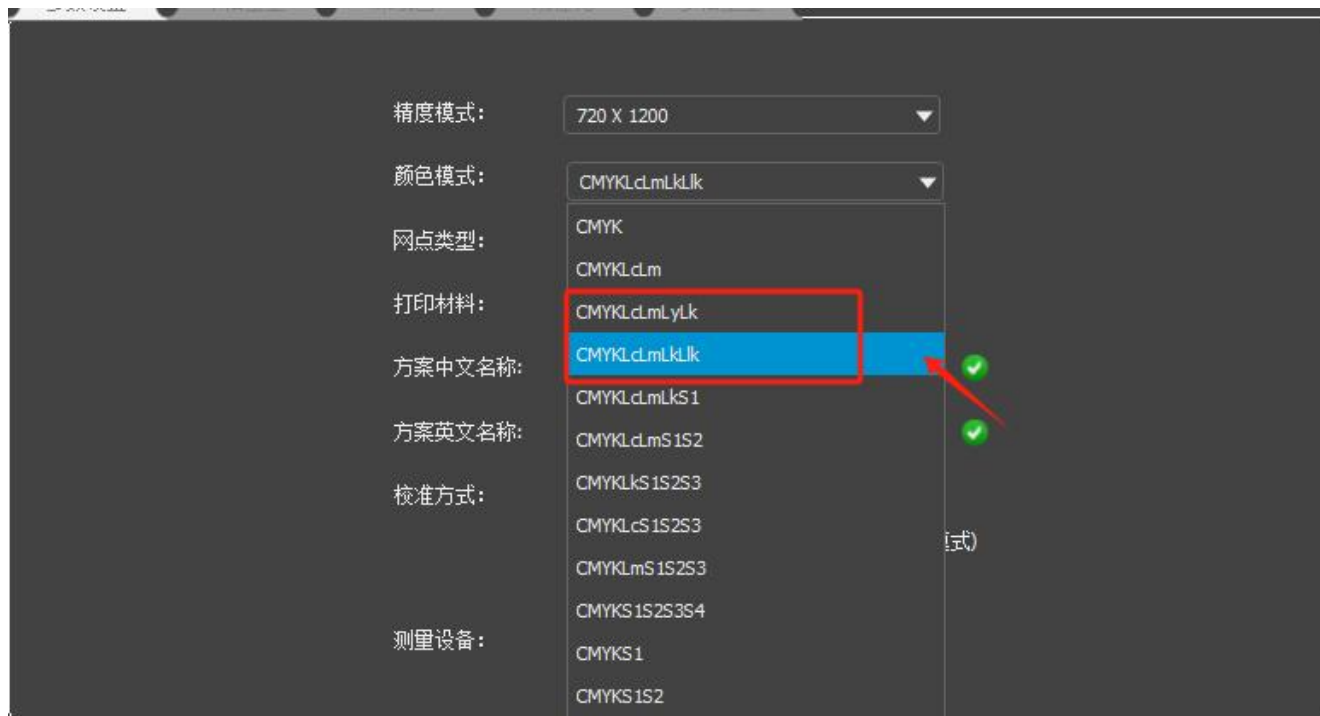 精度模式： 720 X 1200
颜色模式： CMYKLcLmLkLlk
网点类型： CMYK
CMYKLcLm
打印材料： CMYKLcLmLyLk
CMYKLcLmLkLlk
方案中文名称:
CMYKLcLmLkS1
方案英文名称: CMYKLcLmS1S2
CMYKLkS1S2S3
校准方式：
CMYKLcS1S2S3
模式)
CMYKLmS1S2S3
CMYKS1S2S3S4
测量设备：
CMYKS1
CMYKS1S2